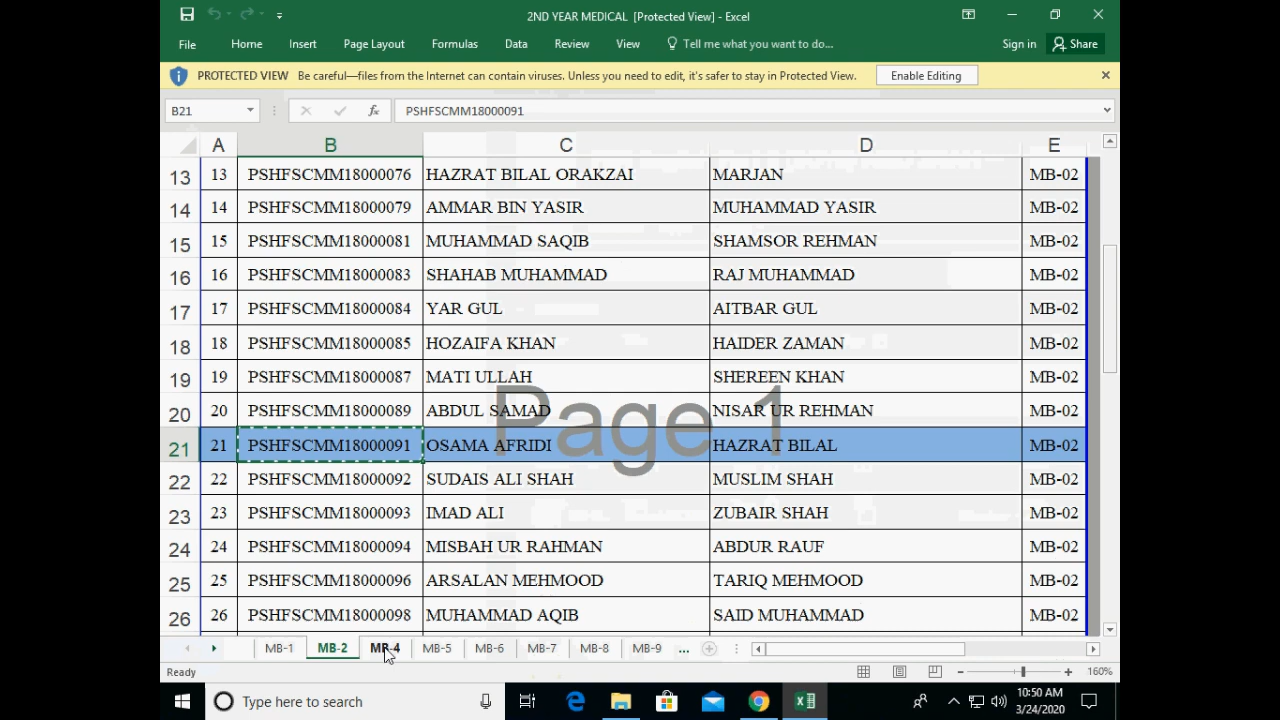 2ND YEAR MEDICAL [Protected View] - Excel
File Home Insert Page Layout Formulas Data Review View Tell me what you want to do... Sign in Share
PROTECTED VIEW Be careful—files from the Internet can contain viruses. Unless you need to edit, it's safer to stay in Protected View. Enable Editing
B21 fx PSHFSCMM18000091
A B C D E
13 13 PSHFSCMM18000076 HAZRAT BILAL ORAKZAI MARJAN MB-02
14 14 PSHFSCMM18000079 AMMAR BIN YASIR MUHAMMAD YASIR MB-02
15 15 PSHFSCMM18000081 MUHAMMAD SAQIB SHAMSOR REHMAN MB-02
16 16 PSHFSCMM18000083 SHAHAB MUHAMMAD RAJ MUHAMMAD MB-02
17 17 PSHFSCMM18000084 YAR GUL AITBAR GUL MB-02
18 18 PSHFSCMM18000085 HOZAIFA KHAN HAIDER ZAMAN MB-02
19 19 PSHFSCMM18000087 MATI ULLAH SHEREEN KHAN MB-02
20 20 PSHFSCMM18000089 ABDUL SAMAD NISAR UR REHMAN MB-02
Page 1
21 21 PSHFSCMM18000091 OSAMA AFRIDI HAZRAT BILAL MB-02
22 22 PSHFSCMM18000092 SUDAIS ALI SHAH MUSLIM SHAH MB-02
23 23 PSHFSCMM18000093 IMAD ALI ZUBAIR SHAH MB-02
24 24 PSHFSCMM18000094 MISBAH UR RAHMAN ABDUR RAUF MB-02
25 25 PSHFSCMM18000096 ARSALAN MEHMOOD TARIQ MEHMOOD MB-02
26 26 PSHFSCMM18000098 MUHAMMAD AQIB SAID MUHAMMAD MB-02
MB-1 MB-2 MB-4 MB-5 MB-6 MB-7 MB-8 MB-9 ...
Ready 160%
Type here to search 10:50 AM
3/24/2020